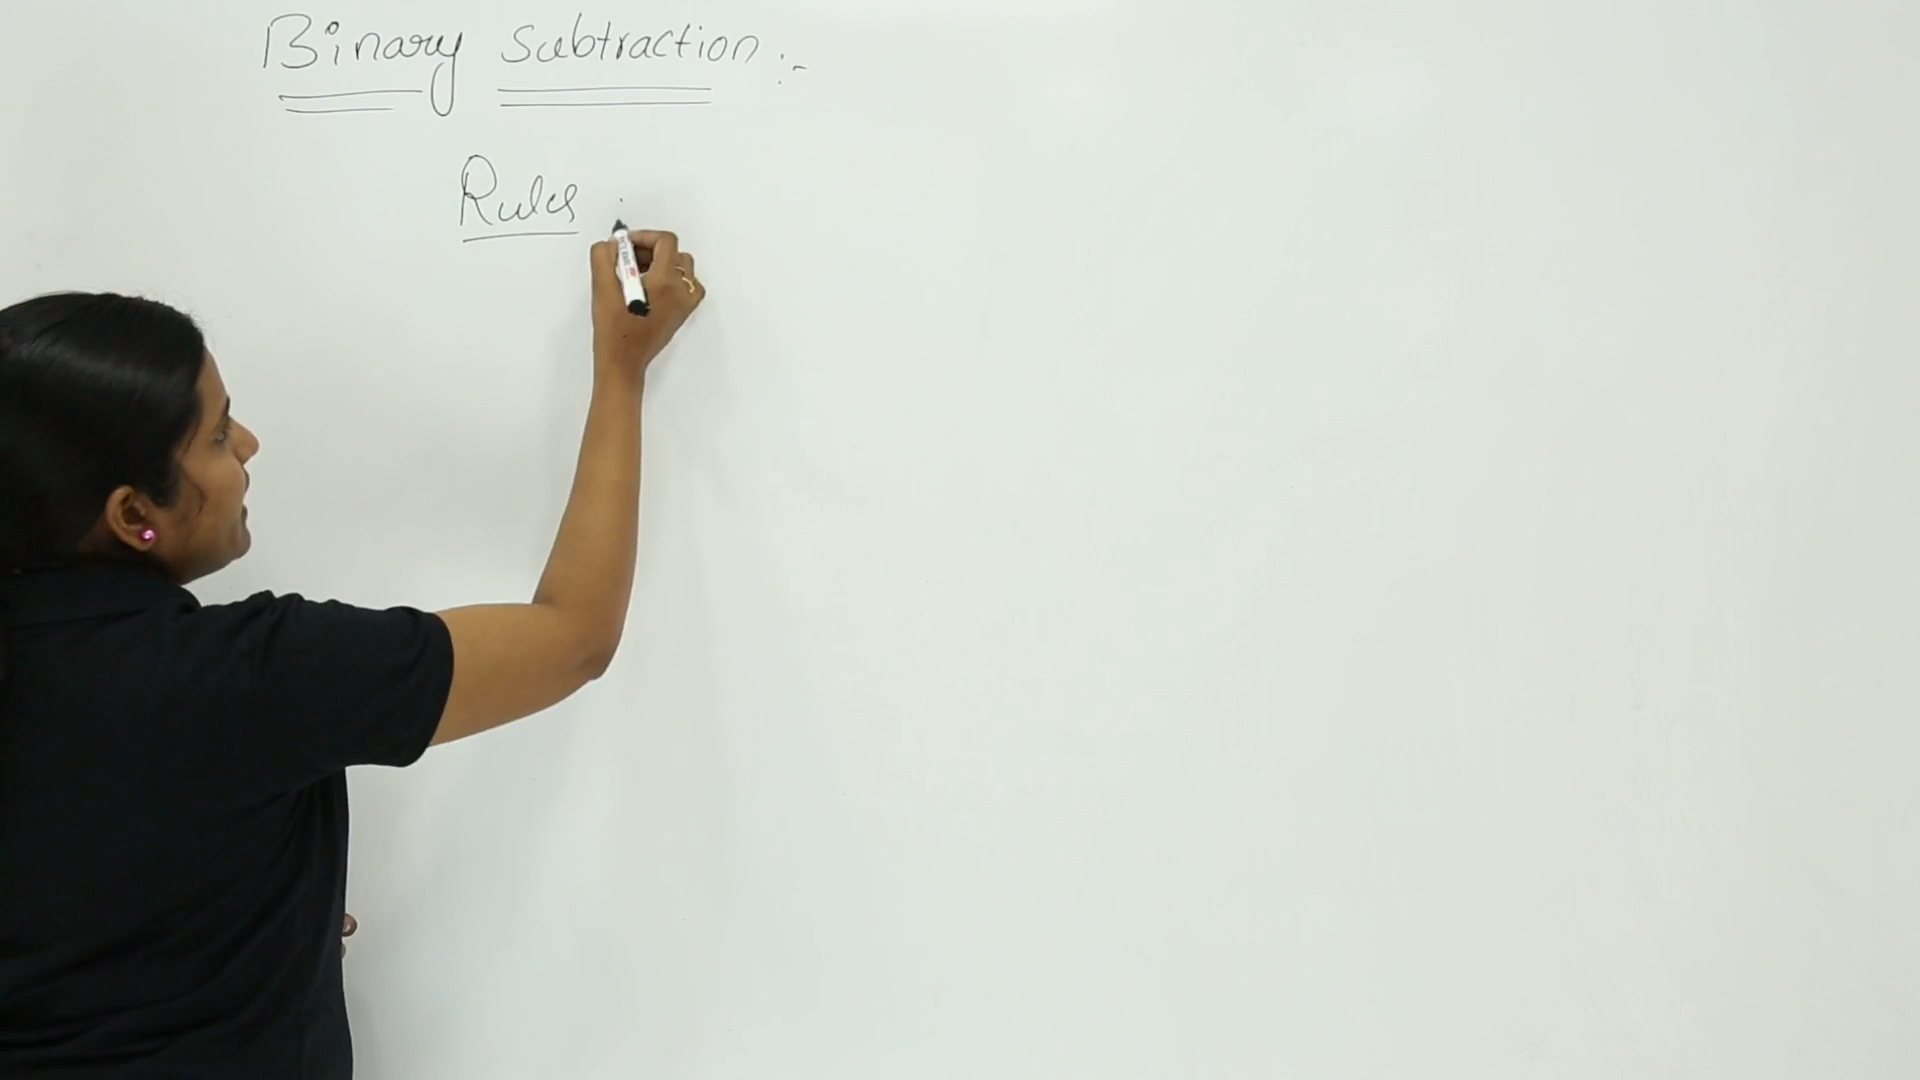 Binary Subtraction :-
Rules :